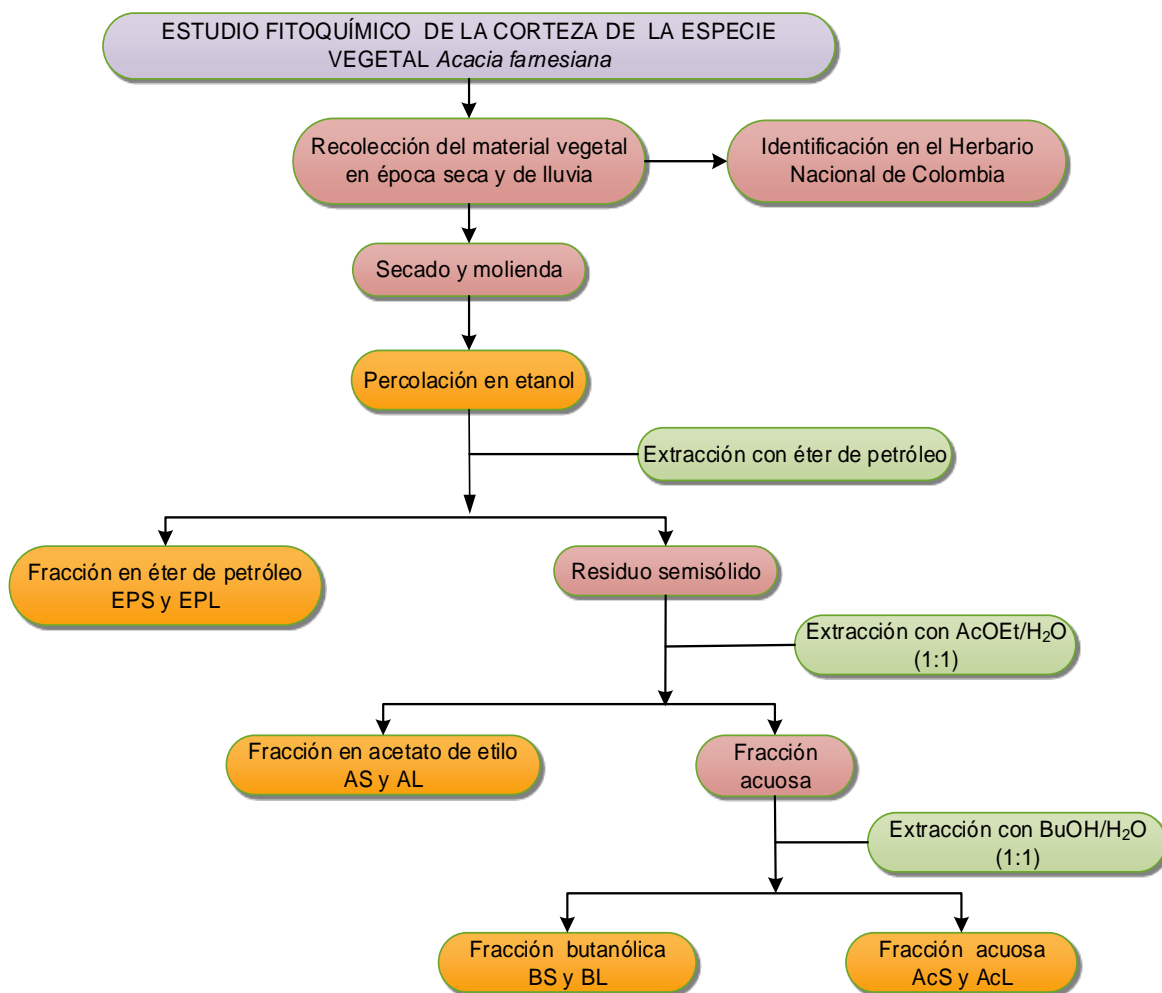 ESTUDIO FITOQUÍMICO DE LA CORTEZA DE LA ESPECIE
VEGETAL Acacia farnesiana
Recolección del material vegetal
en época seca y de lluvia
Identificación en el Herbario
Nacional de Colombia
Secado y molienda
Percolación en etanol
Extracción con éter de petróleo
Fracción en éter de petróleo
EPS y EPL
Residuo semisólido
Extracción con AcOEt/H₂O
(1:1)
Fracción en acetato de etilo
AS y AL
Fracción
acuosa
Extracción con BuOH/H₂O
(1:1)
Fracción butanólica
BS y BL
Fracción acuosa
AcS y AcL